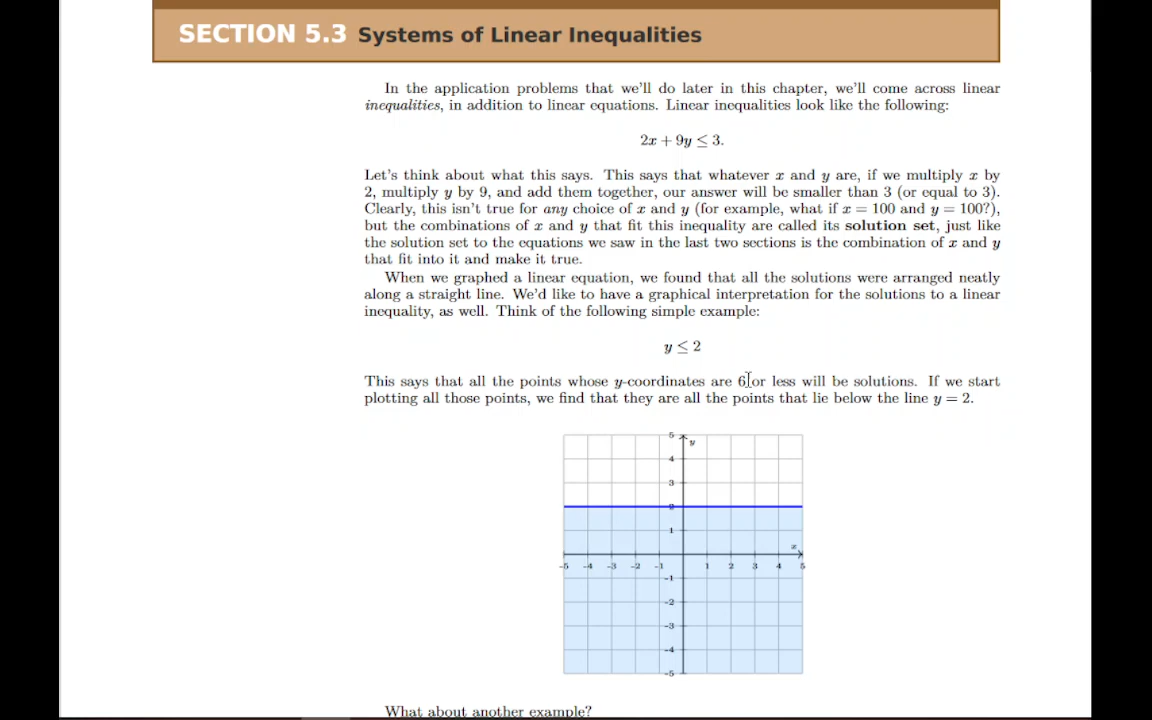 SECTION 5.3 Systems of Linear Inequalities
In the application problems that we'll do later in this chapter, we'll come across linear
inequalities, in addition to linear equations. Linear inequalities look like the following:
2x + 9y ≤ 3.
Let's think about what this says. This says that whatever x and y are, if we multiply x by
2, multiply y by 9, and add them together, our answer will be smaller than 3 (or equal to 3).
Clearly, this isn't true for any choice of x and y (for example, what if x = 100 and y = 100?),
but the combinations of x and y that fit this inequality are called its solution set, just like
the solution set to the equations we saw in the last two sections is the combination of x and y
that fit into it and make it true.
When we graphed a linear equation, we found that all the solutions were arranged neatly
along a straight line. We'd like to have a graphical interpretation for the solutions to a linear
inequality, as well. Think of the following simple example:
y ≤ 2
This says that all the points whose y-coordinates are 6 or less will be solutions. If we start
plotting all those points, we find that they are all the points that lie below the line y = 2.
5
y
4
3
2
1
x
-5 -4 -3 -2 -1 1 2 3 4 5
-1
-2
-3
-4
-5
What about another example?